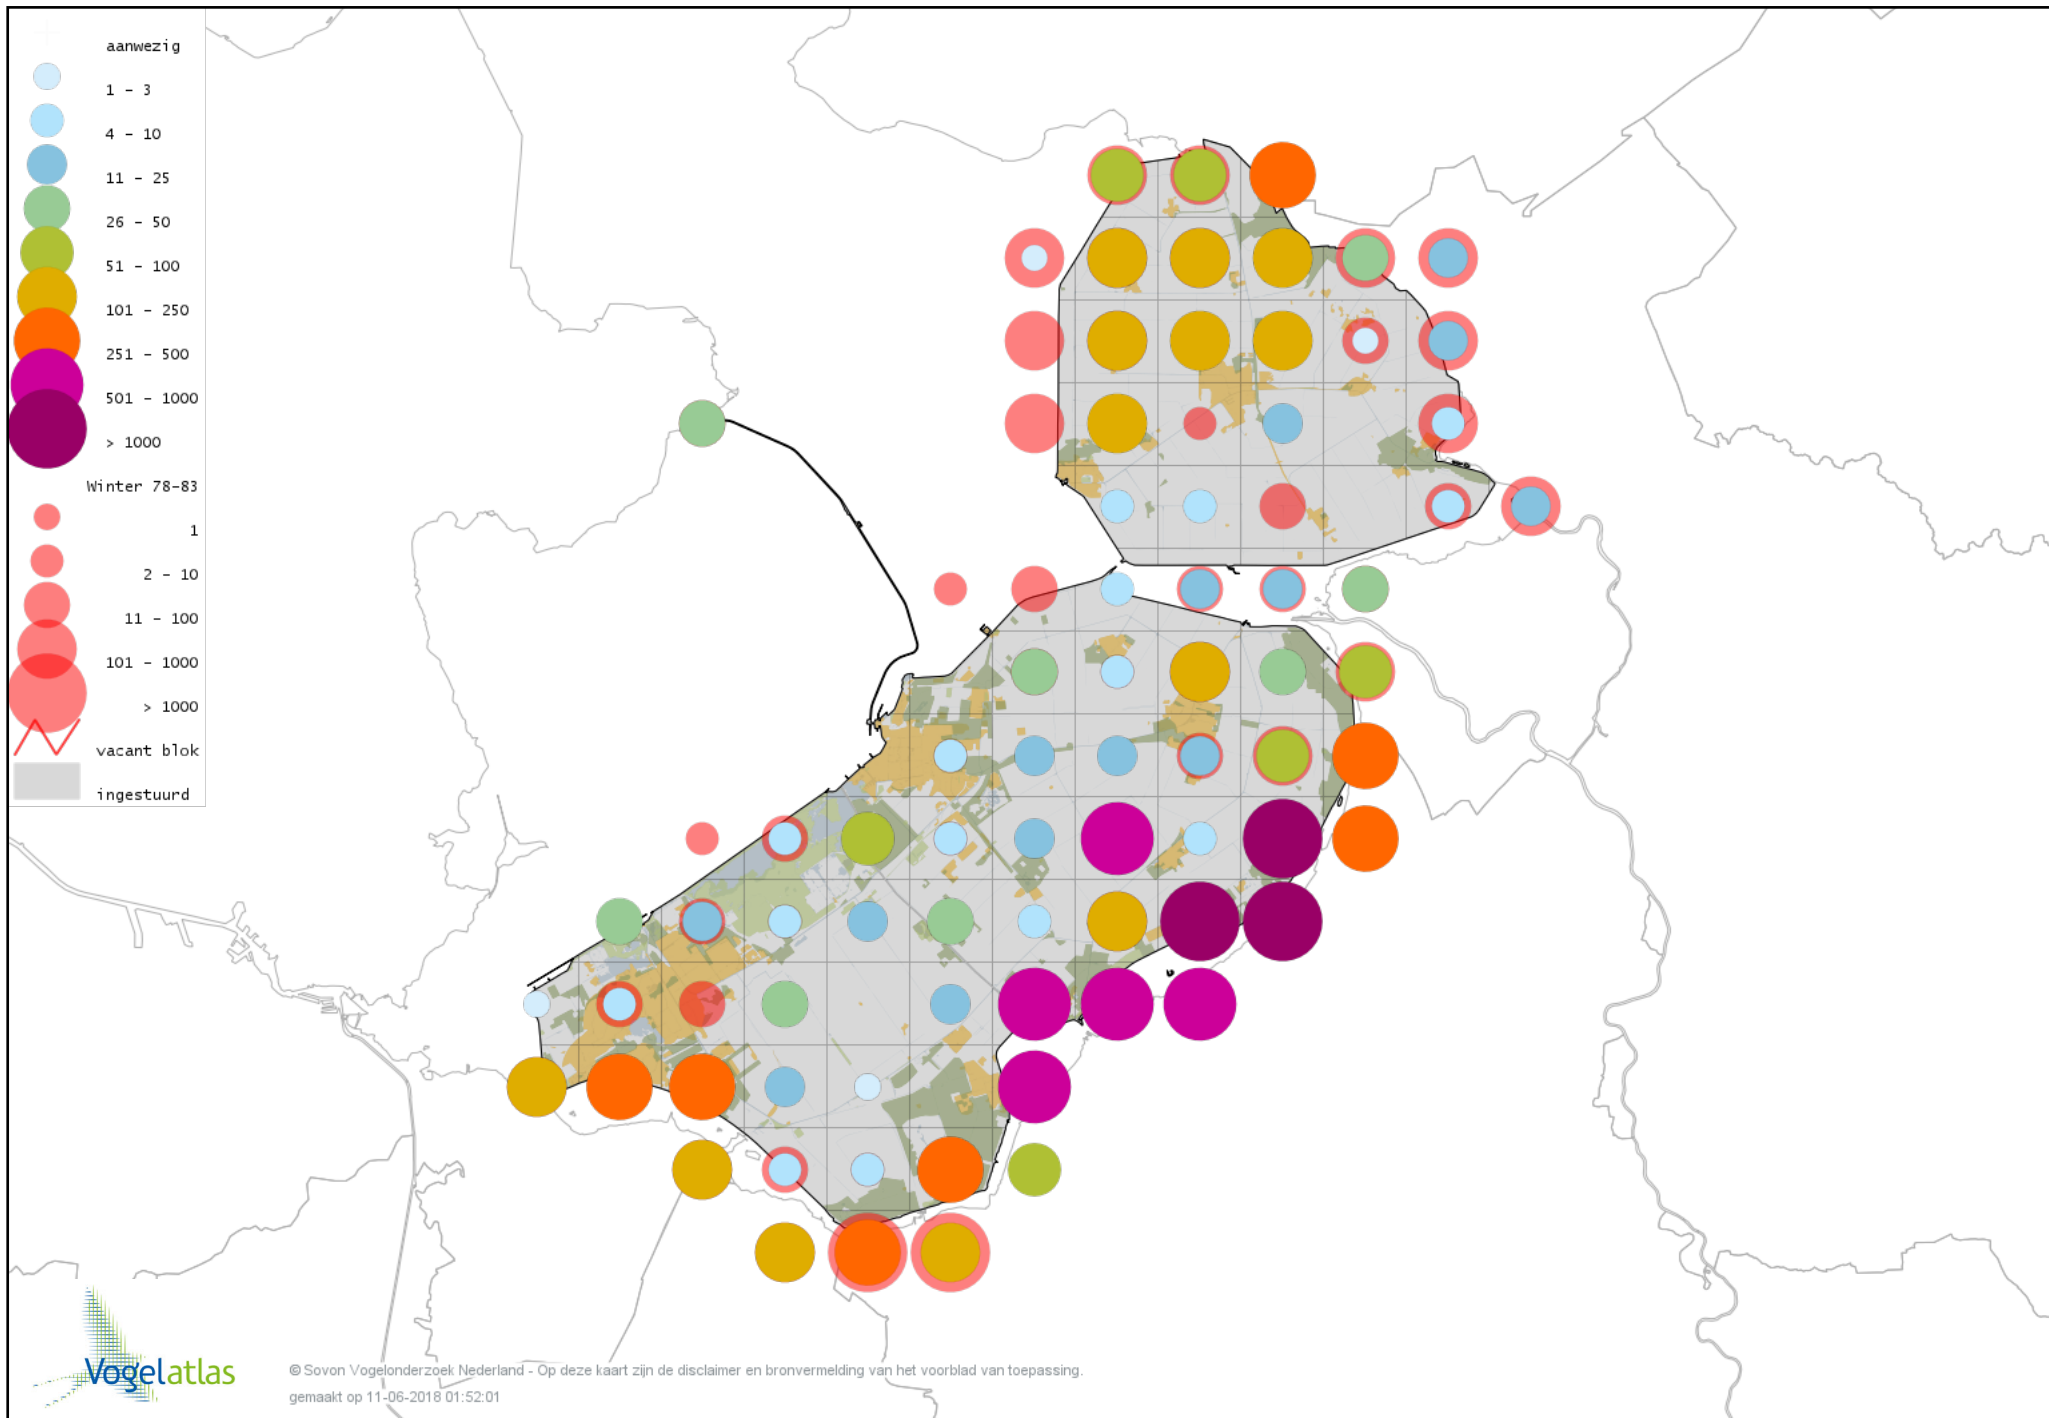 aanwezig
1 - 3
4 - 10
11 - 25
26 - 50
51 - 100
101 - 250
251 - 500
501 - 1000
> 1000
Winter 78-83
1
2 - 10
11 - 100
101 - 1000
> 1000
vacant blok
ingestuurd
Vogelatlas
© Sovon Vogelonderzoek Nederland - Op deze kaart zijn de disclaimer en bronvermelding van het voorblad van toepassing.
gemaakt op 11-06-2018 01:52:01